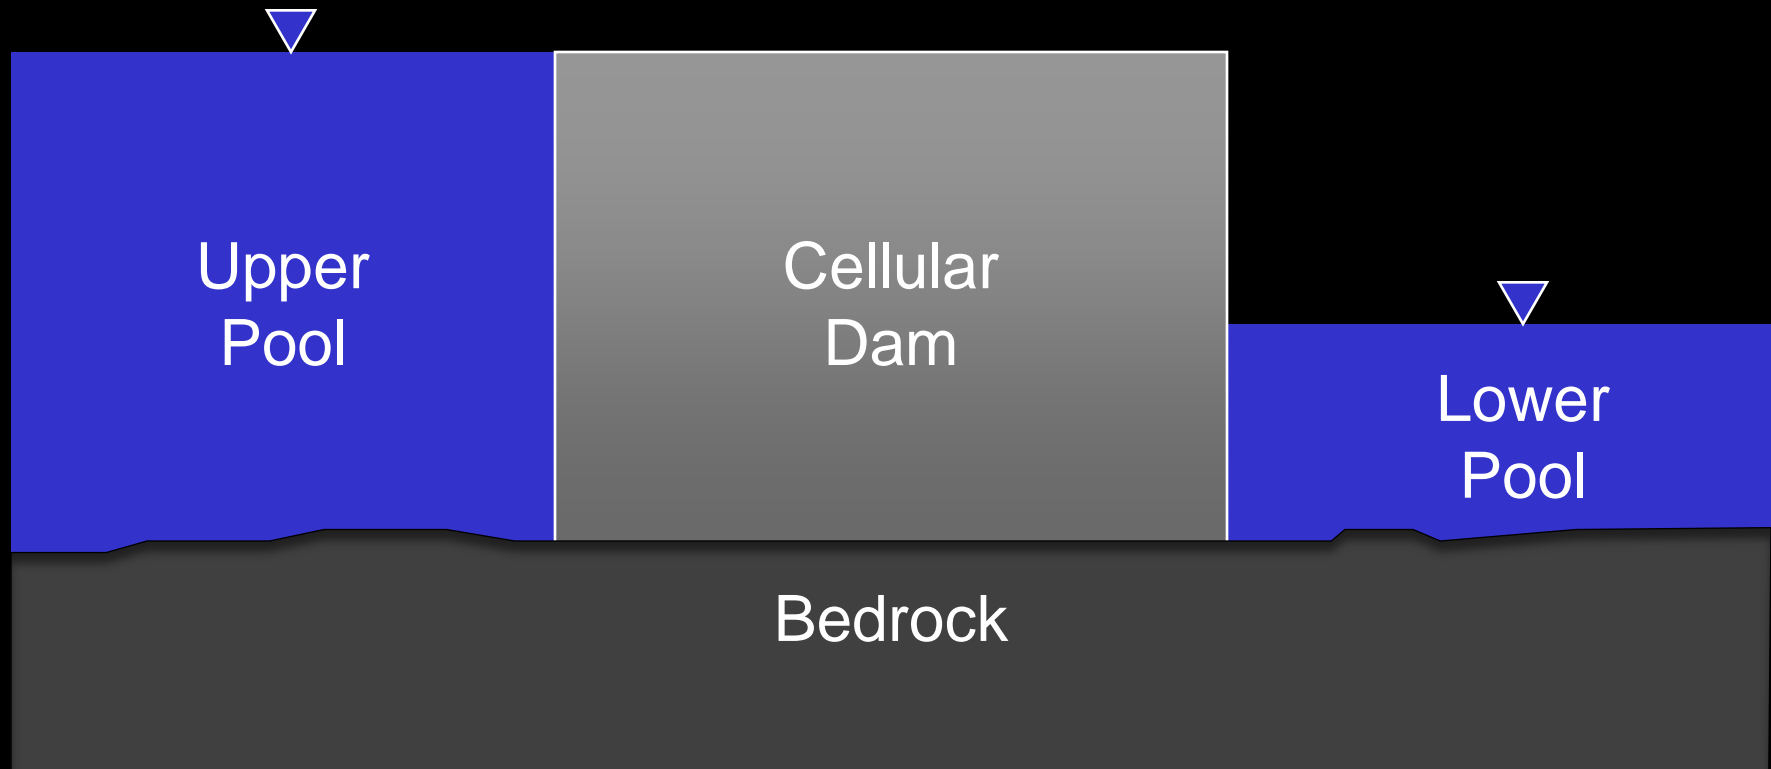 Upper
Pool
Cellular
Dam
Lower
Pool
Bedrock